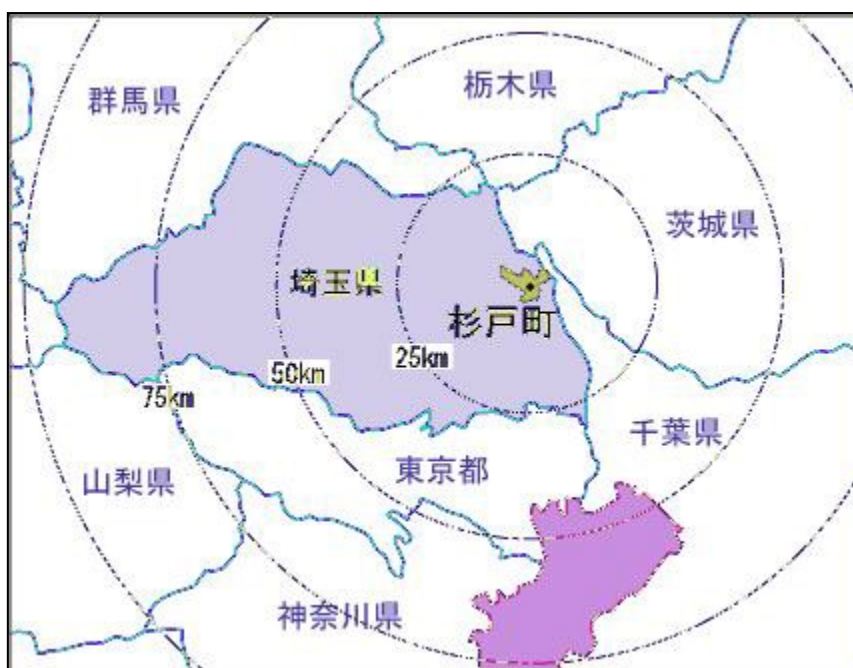 栃木県
群馬県
茨城県
埼玉県
杉戸町
25km
50km
75km
千葉県
東京都
山梨県
神奈川県